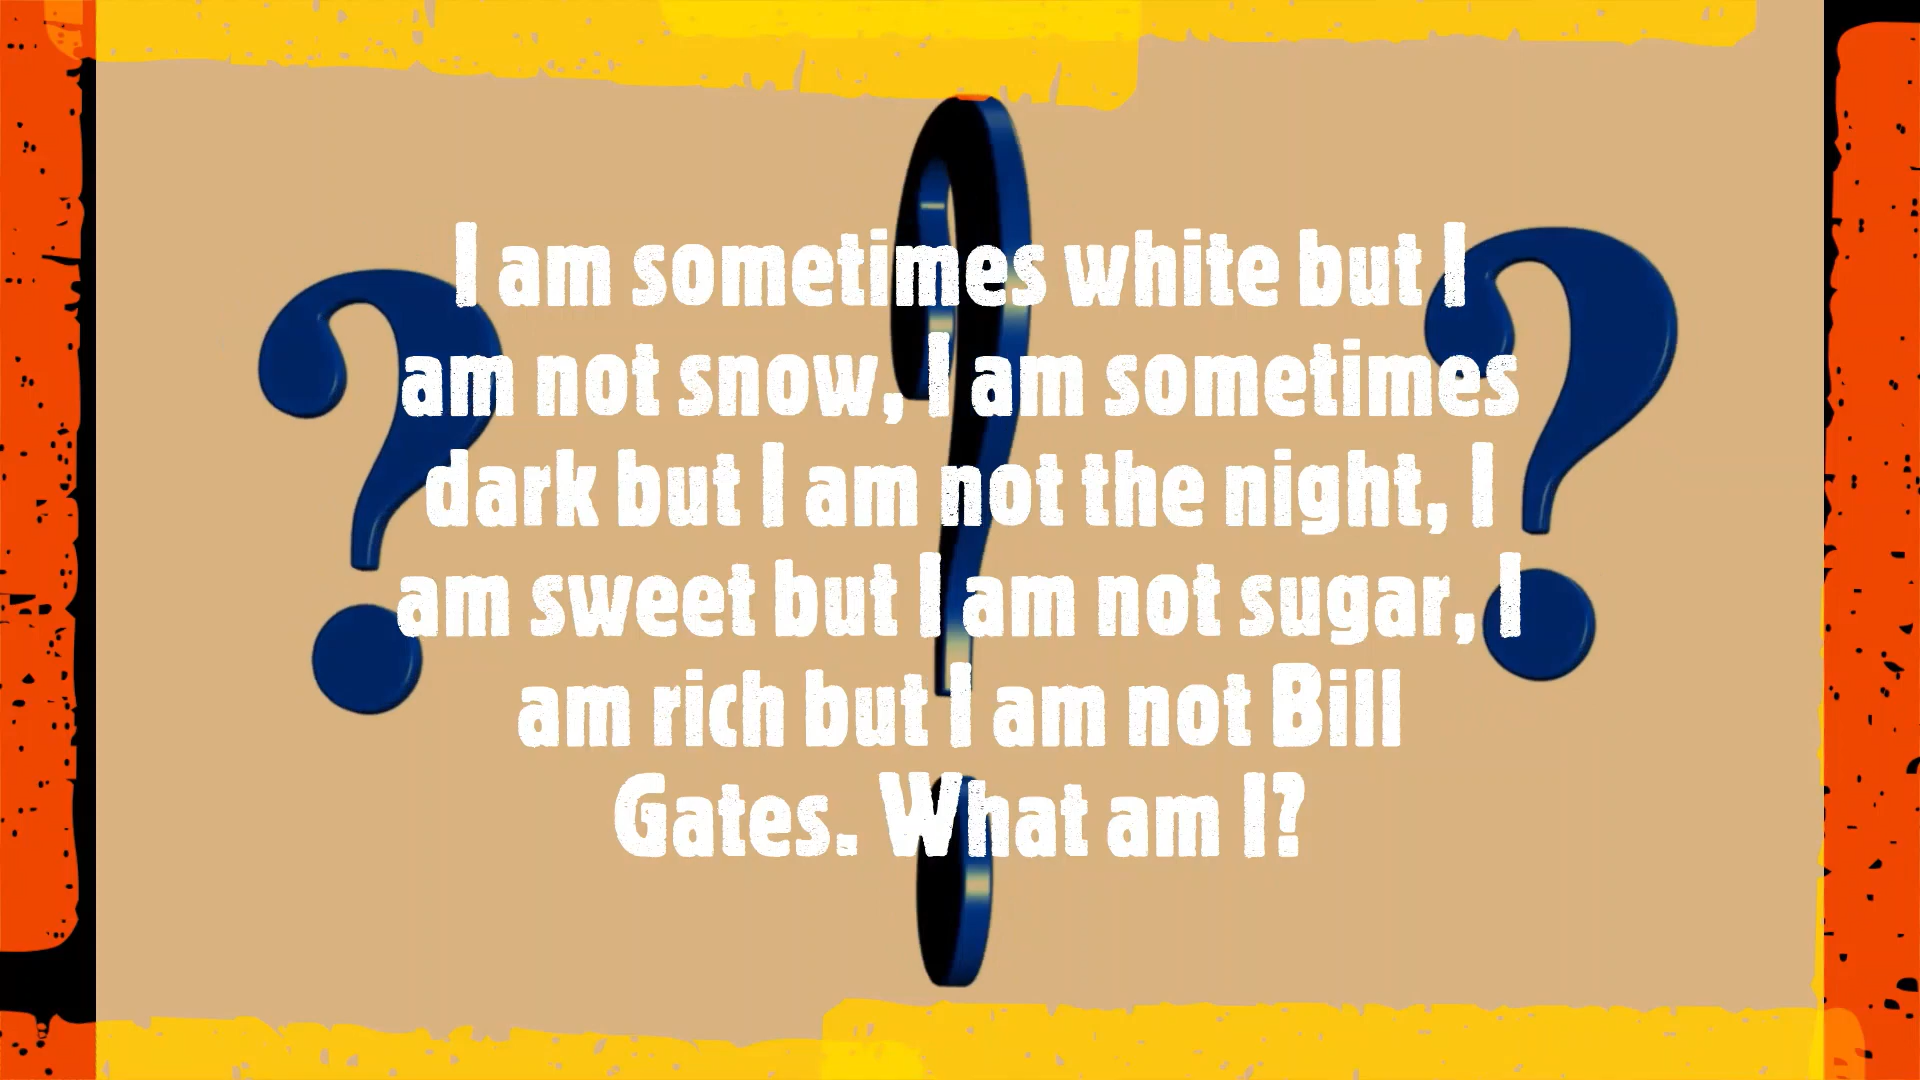 I am sometimes white but I
am not snow, I am sometimes
dark but I am not the night, I
am sweet but I am not sugar, I
am rich but I am not Bill
Gates. What am I?